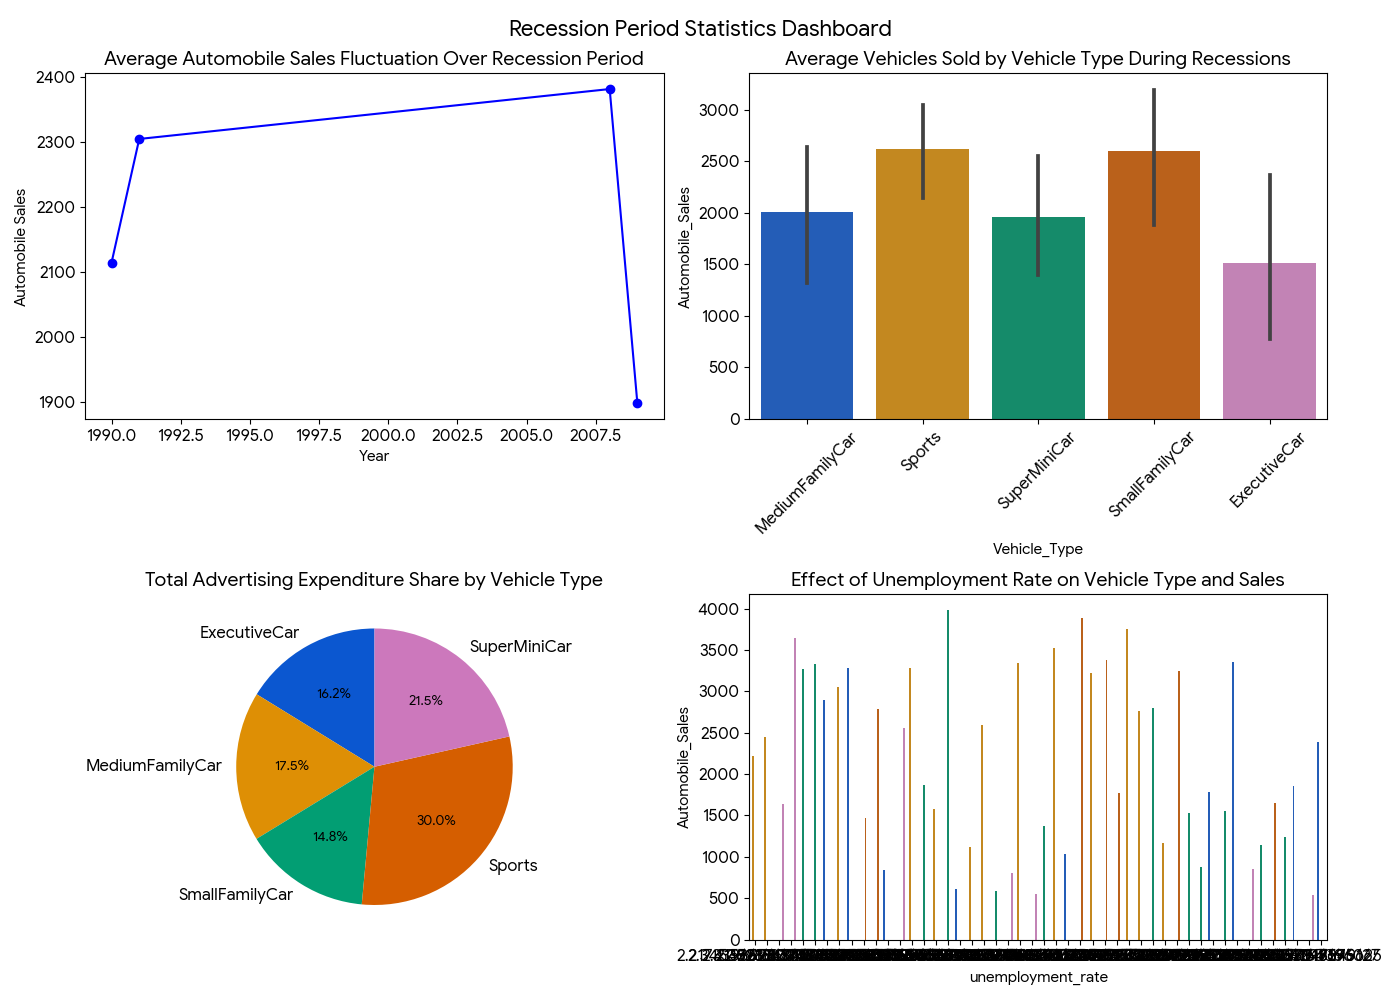 Recession Period Statistics Dashboard
Average Automobile Sales Fluctuation Over Recession Period
2400
2300
2200
2100
2000
1900
Automobile Sales
1990.0 1992.5 1995.0 1997.5 2000.0 2002.5 2005.0 2007.5
Year
Average Vehicles Sold by Vehicle Type During Recessions
3000
2500
2000
1500
1000
500
0
Automobile_Sales
MediumFamilyCar
Sports
SuperMiniCar
SmallFamilyCar
ExecutiveCar
Vehicle_Type
Total Advertising Expenditure Share by Vehicle Type
ExecutiveCar
16.2%
MediumFamilyCar
17.5%
SmallFamilyCar
14.8%
Sports
30.0%
SuperMiniCar
21.5%
Effect of Unemployment Rate on Vehicle Type and Sales
4000
3500
3000
2500
2000
1500
1000
500
0
Automobile_Sales
unemployment_rate